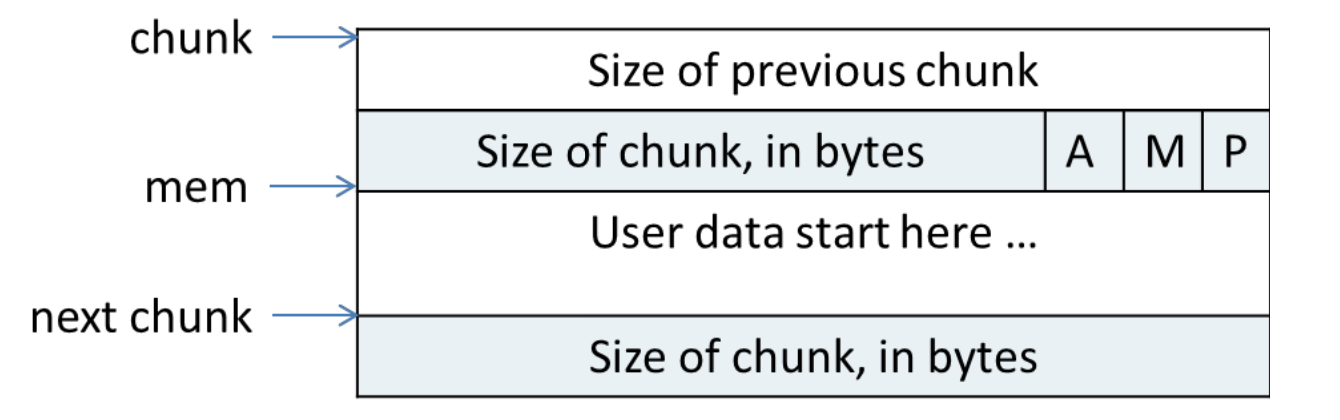 chunk
Size of previous chunk
Size of chunk, in bytes A M P
mem
User data start here ...
next chunk
Size of chunk, in bytes